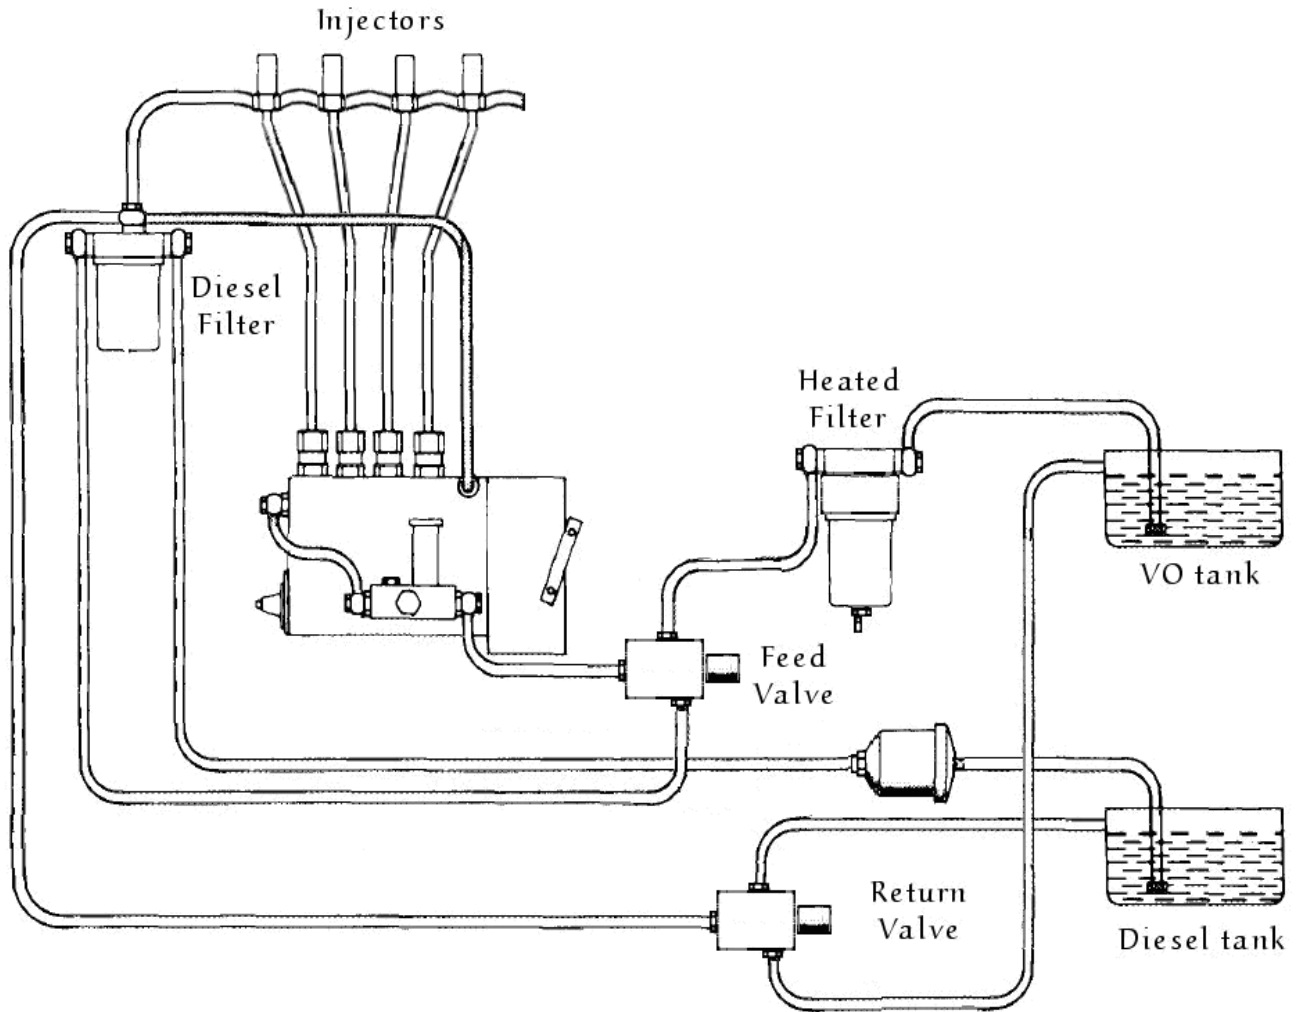 Injectors
Diesel
Filter
Heated
Filter
VO tank
Feed
Valve
Return
Valve
Diesel tank